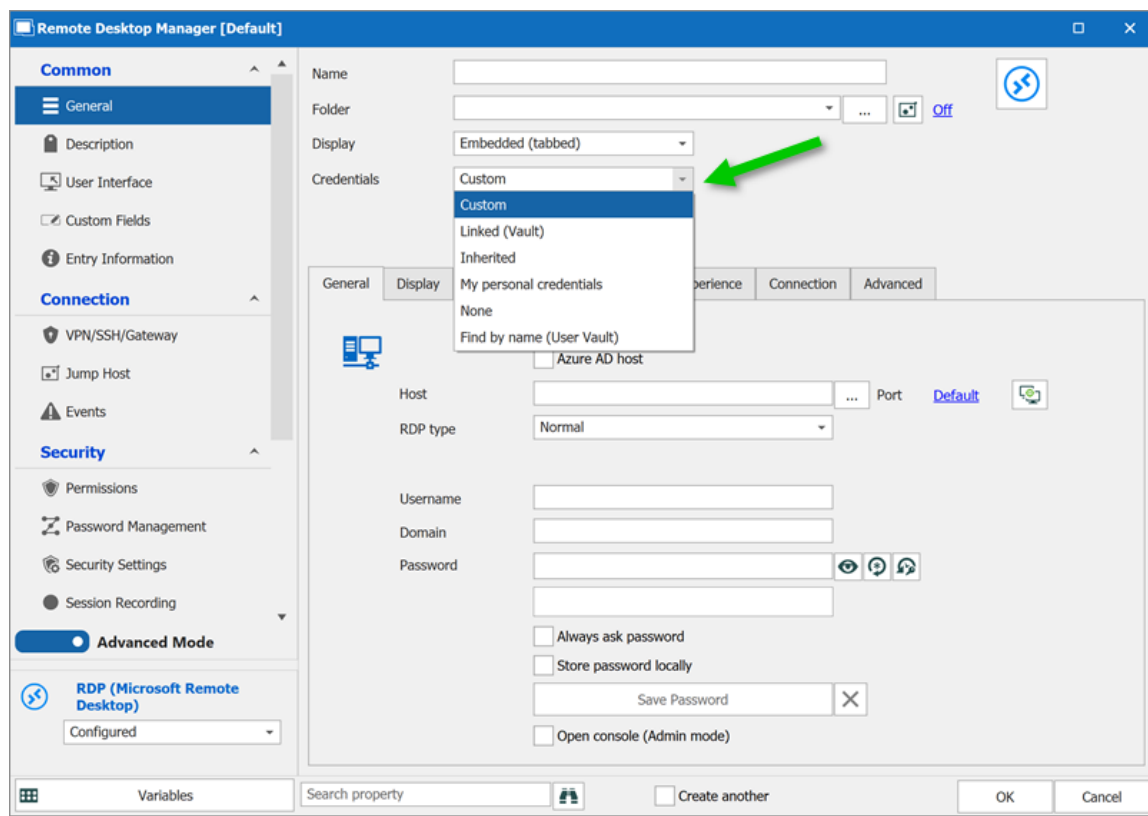 Remote Desktop Manager [Default]
Common
General
Description
User Interface
Custom Fields
Entry Information
Connection
VPN/SSH/Gateway
Jump Host
Events
Security
Permissions
Password Management
Security Settings
Session Recording
Advanced Mode
RDP (Microsoft Remote
Desktop)
Configured
Variables
Name
Folder
...
Off
Display
Embedded (tabbed)
Credentials
Custom
Custom
Linked (Vault)
Inherited
My personal credentials
None
Find by name (User Vault)
General
Display
Connection
Advanced
Azure AD host
Host
...
Port
Default
RDP type
Normal
Username
Domain
Password
Always ask password
Store password locally
Save Password
Open console (Admin mode)
Search property
Create another
OK
Cancel